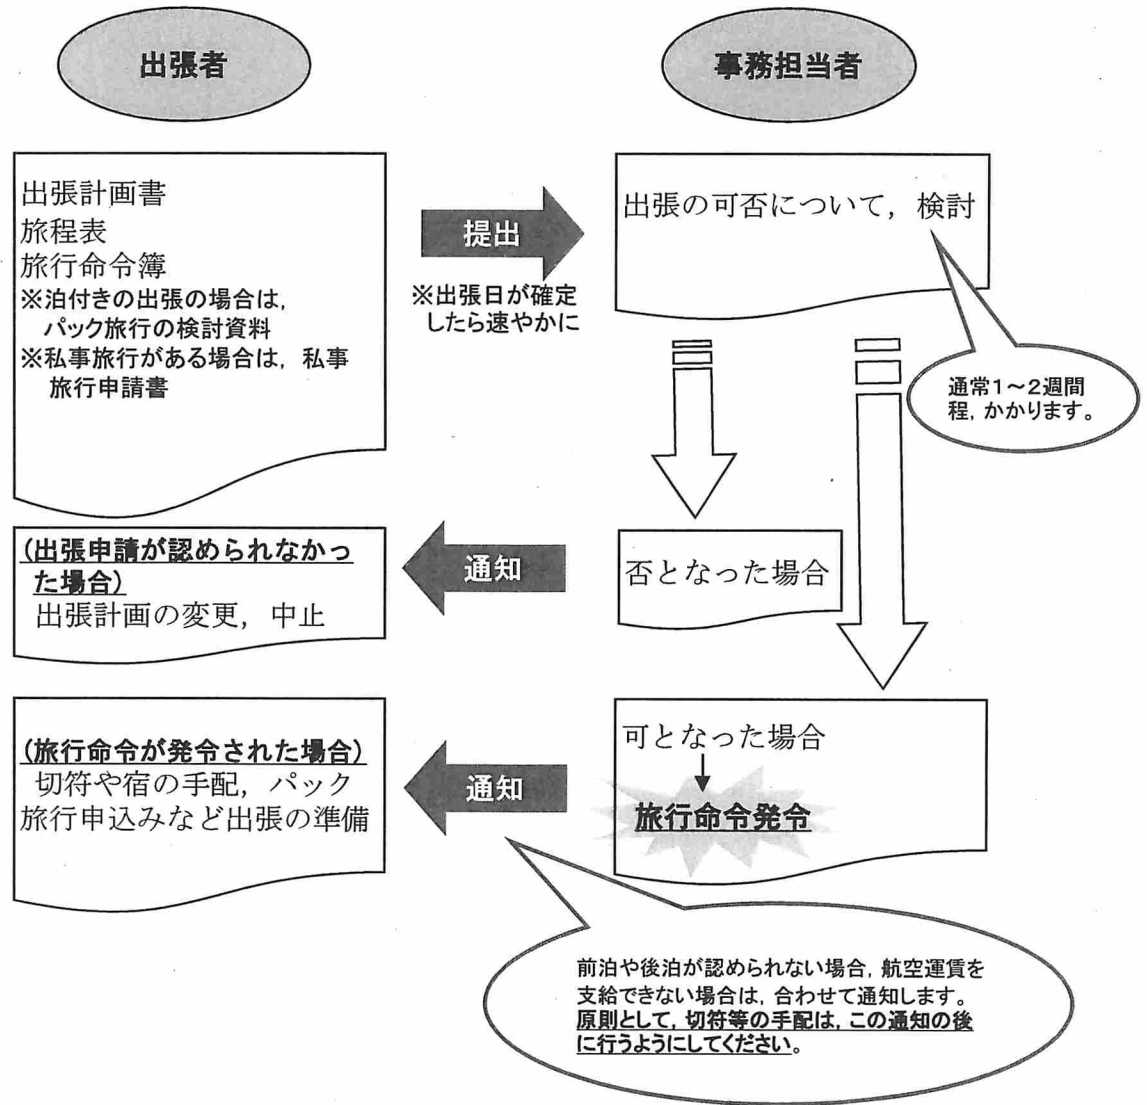 出張者
事務担当者
出張計画書
旅程表
旅行命令簿
※泊付きの出張の場合は，
パック旅行の検討資料
※私事旅行がある場合は，私事
旅行申請書
提出
※出張日が確定
したら速やかに
出張の可否について，検討
通常１～２週間
程，かかります。
(出張申請が認められなかっ
た場合)
出張計画の変更，中止
通知
否となった場合
(旅行命令が発令された場合)
切符や宿の手配，パック
旅行申込みなど出張の準備
通知
可となった場合
旅行命令発令
前泊や後泊が認められない場合，航空運賃を
支給できない場合は，合わせて通知します。
原則として，切符等の手配は，この通知の後
に行うようにしてください。